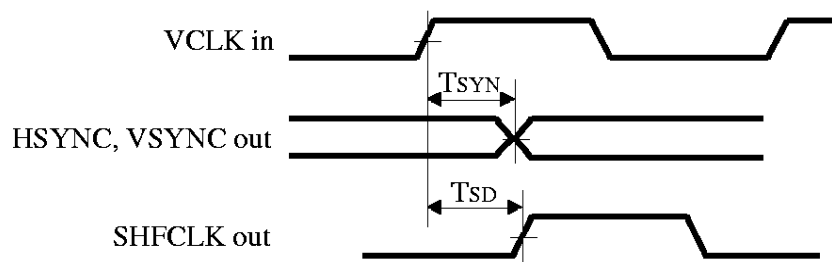 VCLK in
TSYN
HSYNC, VSYNC out
TSD
SHFCLK out